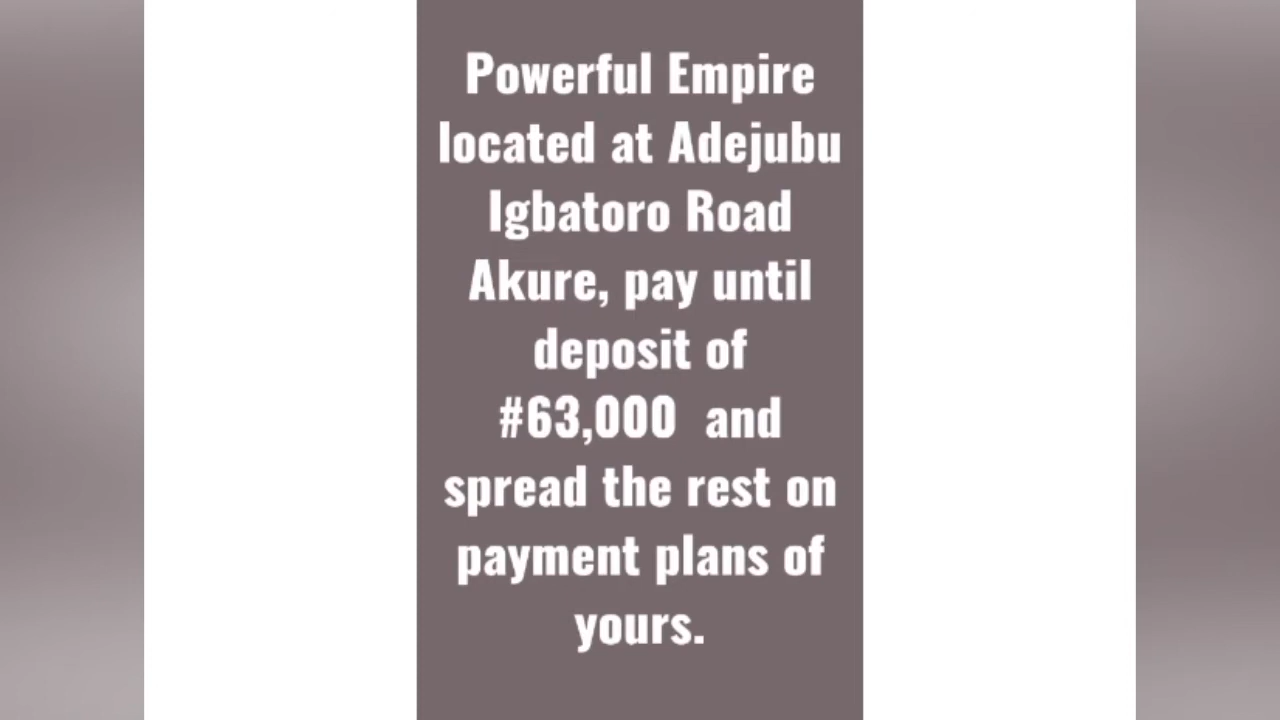 Powerful Empire
located at Adejubu
Igbatoro Road
Akure, pay until
deposit of
#63,000 and
spread the rest on
payment plans of
yours.